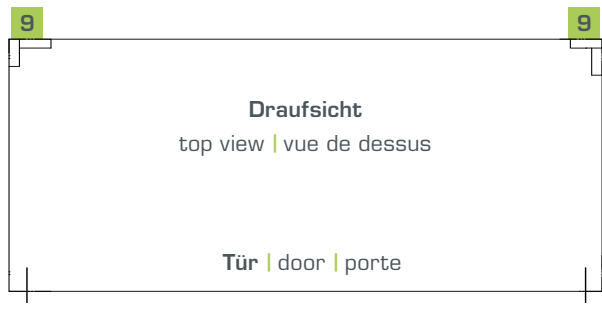 9 9
Draufsicht
top view | vue de dessus
Tür | door | porte